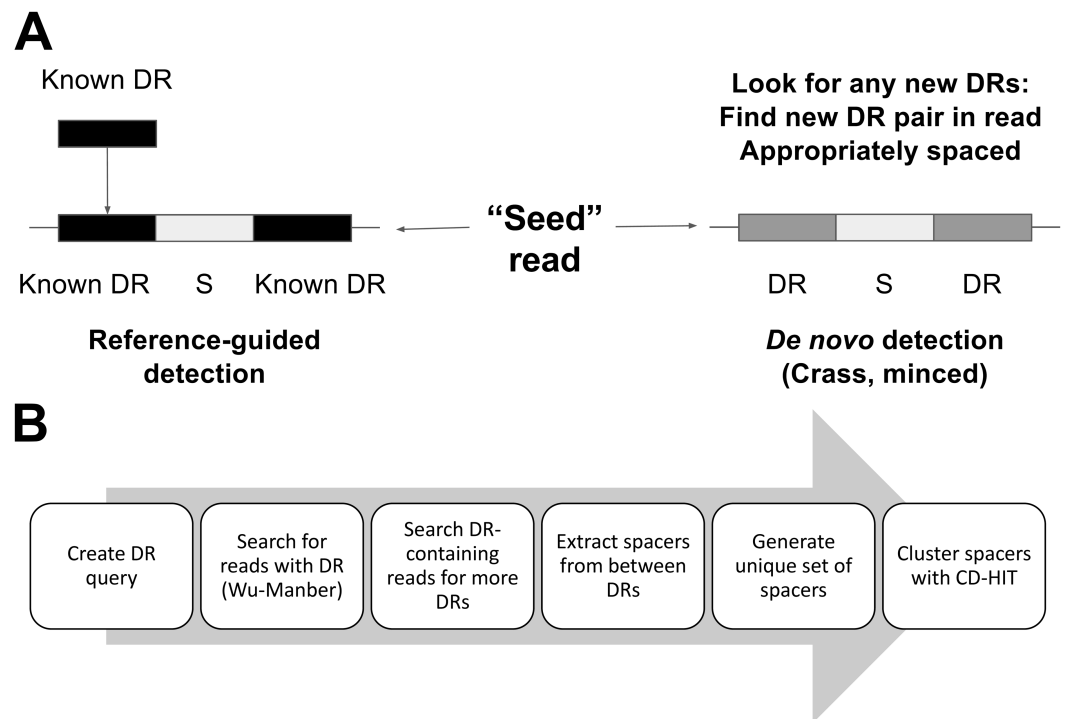 A
Known DR
Look for any new DRs:
Find new DR pair in read
Appropriately spaced
“Seed”
read
Known DR
S
Known DR
DR
S
DR
Reference-guided
detection
De novo detection
(Crass, minced)
B
Create DR
query
Search for
reads with DR
(Wu-Manber)
Search DR-
containing
reads for more
DRs
Extract spacers
from between
DRs
Generate
unique set of
spacers
Cluster spacers
with CD-HIT